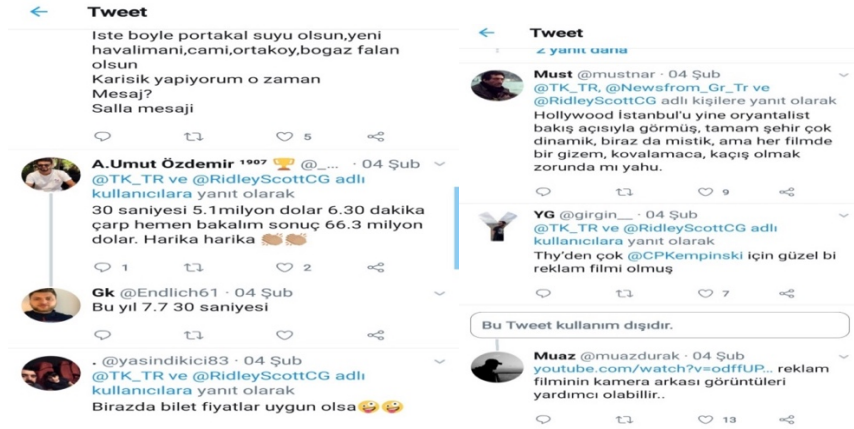 Tweet
Iste boyle portakal suyu olsun,yeni
havalimani,cami,ortakoy,bogaz falan
olsun
Karisik yapiyorum o zaman
Mesaj?
Salla mesaji
5
A.Umut Özdemir ¹⁹⁰⁷ 🏆 @_... · 04 Şub
@TK_TR ve @RidleyScottCG adlı
kullanıcılara yanıt olarak
30 saniyesi 5.1milyon dolar 6.30 dakika
çarp hemen bakalım sonuç 66.3 milyon
dolar. Harika harika 👏🏼👏🏼
1 2
Gk @Endlich61 · 04 Şub
Bu yıl 7.7 30 saniyesi
. @yasindikici83 · 04 Şub
@TK_TR ve @RidleyScottCG adlı
kullanıcılara yanıt olarak
Birazda bilet fiyatlar uygun olsa🤪🤪
Tweet
2 yanıt daha
Must @mustnar · 04 Şub
@TK_TR, @Newsfrom_Gr_Tr ve
@RidleyScottCG adlı kişilere yanıt olarak
Hollywood İstanbul'u yine oryantalist
bakış açısıyla görmüş, tamam şehir çok
dinamik, biraz da mistik, ama her filmde
bir gizem, kovalamaca, kaçış olmak
zorunda mı yahu.
9
YG @girgin__ · 04 Şub
@TK_TR ve @RidleyScottCG adlı
kullanıcılara yanıt olarak
Thy'den çok @CPKempinski için güzel bi
reklam filmi olmuş
7
Bu Tweet kullanım dışıdır.
Muaz @muazdurak · 04 Şub
youtube.com/watch?v=odffUP... reklam
filminin kamera arkası görüntüleri
yardımcı olabilir..
13